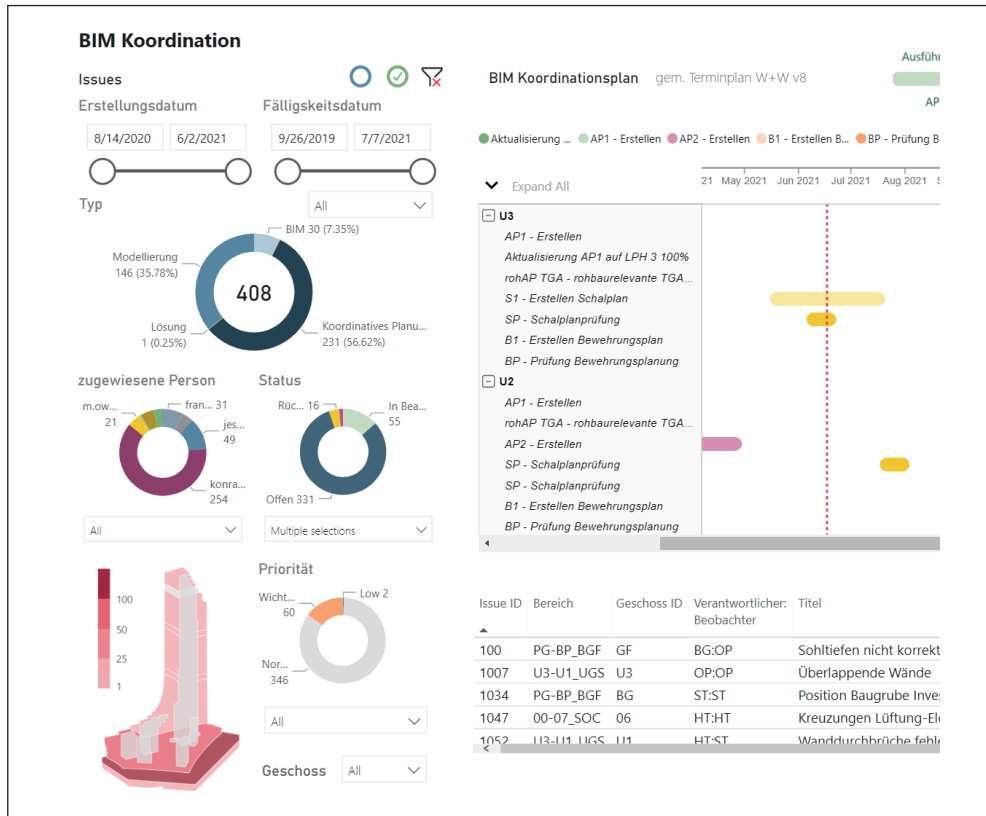 BIM Koordination
Issues
Erstellungsdatum
Fälligskeitsdatum
8/14/2020
6/2/2021
9/26/2019
7/7/2021
Typ
All
BIM 30 (7.35%)
Modellierung
146 (35.78%)
408
Lösung
1 (0.25%)
Koordinatives Planu...
231 (56.62%)
zugewiesene Person
m.ow...
21
fran... 31
jes...
49
konra...
254
All
Status
Rüc... 16
In Bea...
55
Offen 331
Multiple selections
100
50
25
1
Priorität
Wicht...
60
Low 2
Nor...
346
All
Geschoss
All
BIM Koordinationsplan gem. Terminplan W+W v8
Ausführ
AP
Aktualisierung ... AP1 - Erstellen AP2 - Erstellen B1 - Erstellen B... BP - Prüfung B
Expand All
21 May 2021 Jun 2021 Jul 2021 Aug 2021 S
U3
AP1 - Erstellen
Aktualisierung AP1 auf LPH 3 100%
rohAP TGA - rohbaurelevante TGA...
S1 - Erstellen Schalplan
SP - Schalplanprüfung
B1 - Erstellen Bewehrungsplan
BP - Prüfung Bewehrungsplanung
U2
AP1 - Erstellen
rohAP TGA - rohbaurelevante TGA...
AP2 - Erstellen
SP - Schalplanprüfung
SP - Schalplanprüfung
B1 - Erstellen Bewehrungsplan
BP - Prüfung Bewehrungsplanung
Issue ID Bereich Geschoss ID Verantwortlicher: Titel
Beobachter
100 PG-BP_BGF GF BG:OP Sohltiefen nicht korrekt
1007 U3-U1_UGS U3 OP:OP Überlappende Wände
1034 PG-BP_BGF BG ST:ST Position Baugrube Inves
1047 00-07_SOC 06 HT:HT Kreuzungen Lüftung-Ele
1052 U3-U1_UGS U1 HT:ST Wanddurchbrüche fehle